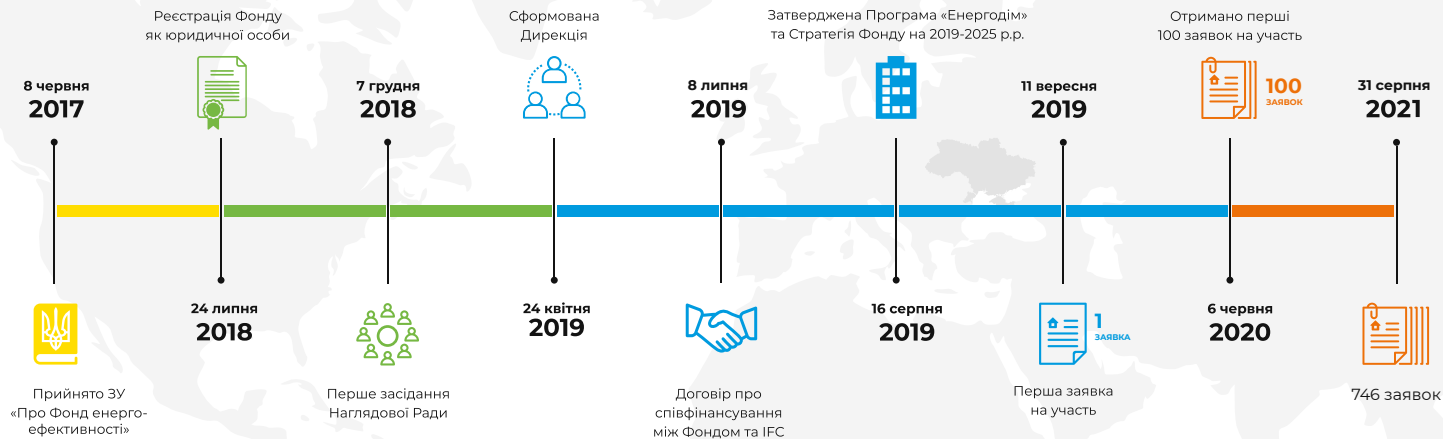 8 червня
2017
Прийнято ЗУ
«Про Фонд енерго-
ефективності»
Реєстрація Фонду
як юридичної особи
24 липня
2018
7 грудня
2018
Перше засідання
Наглядової Ради
Сформована
Дирекція
24 квітня
2019
8 липня
2019
Договір про
співфінансування
між Фондом та IFC
Затверджена Програма «Енергодім»
та Стратегія Фонду на 2019-2025 р.р.
16 серпня
2019
11 вересня
2019
1
ЗАЯВКА
Перша заявка
на участь
Отримано перші
100 заявок на участь
100
ЗАЯВОК
6 червня
2020
31 серпня
2021
746 заявок